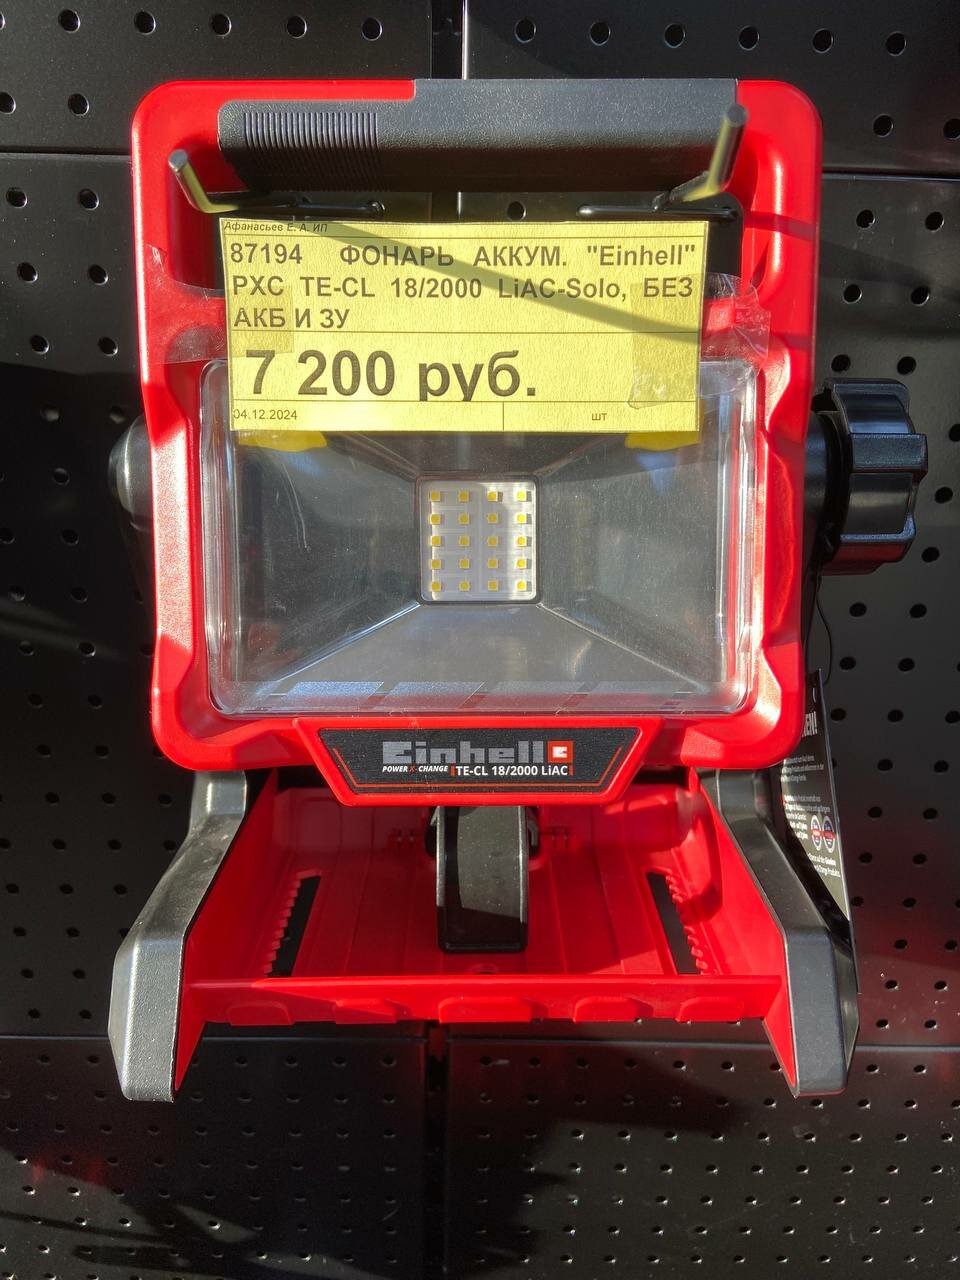 Афанасьев Е. А. ИП
87194 ФОНАРЬ АККУМ. "Einhell"
PXC TE-CL 18/2000 LiAC-Solo, БЕЗ
АКБ И ЗУ
7 200 руб.
04.12.2024 шт
Einhell
POWER X-CHANGE TE-CL 18/2000 LiAC